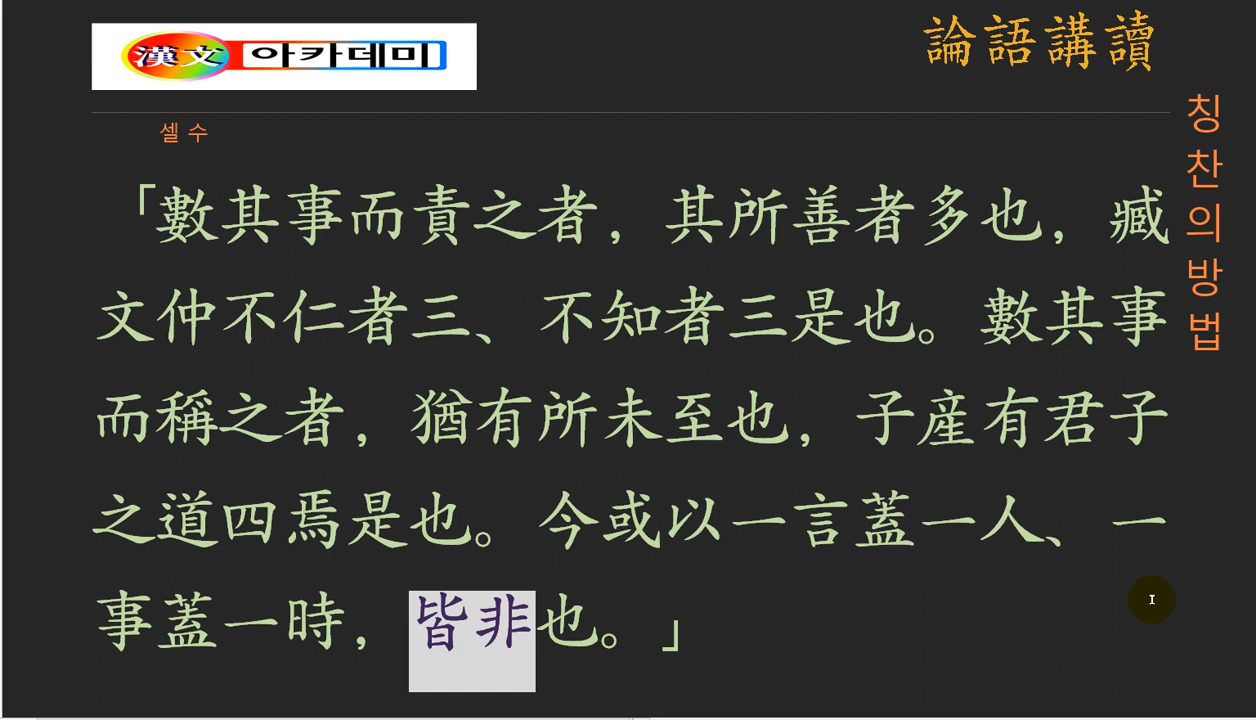 漢文 아카데미
論語講讀
칭찬의방법
셀 수
「數其事而責之者，其所善者多也，臧
文仲不仁者三、不知者三是也。數其事
而稱之者，猶有所未至也，子産有君子
之道四焉是也。今或以一言蓋一人、一
事蓋一時，皆非也。」